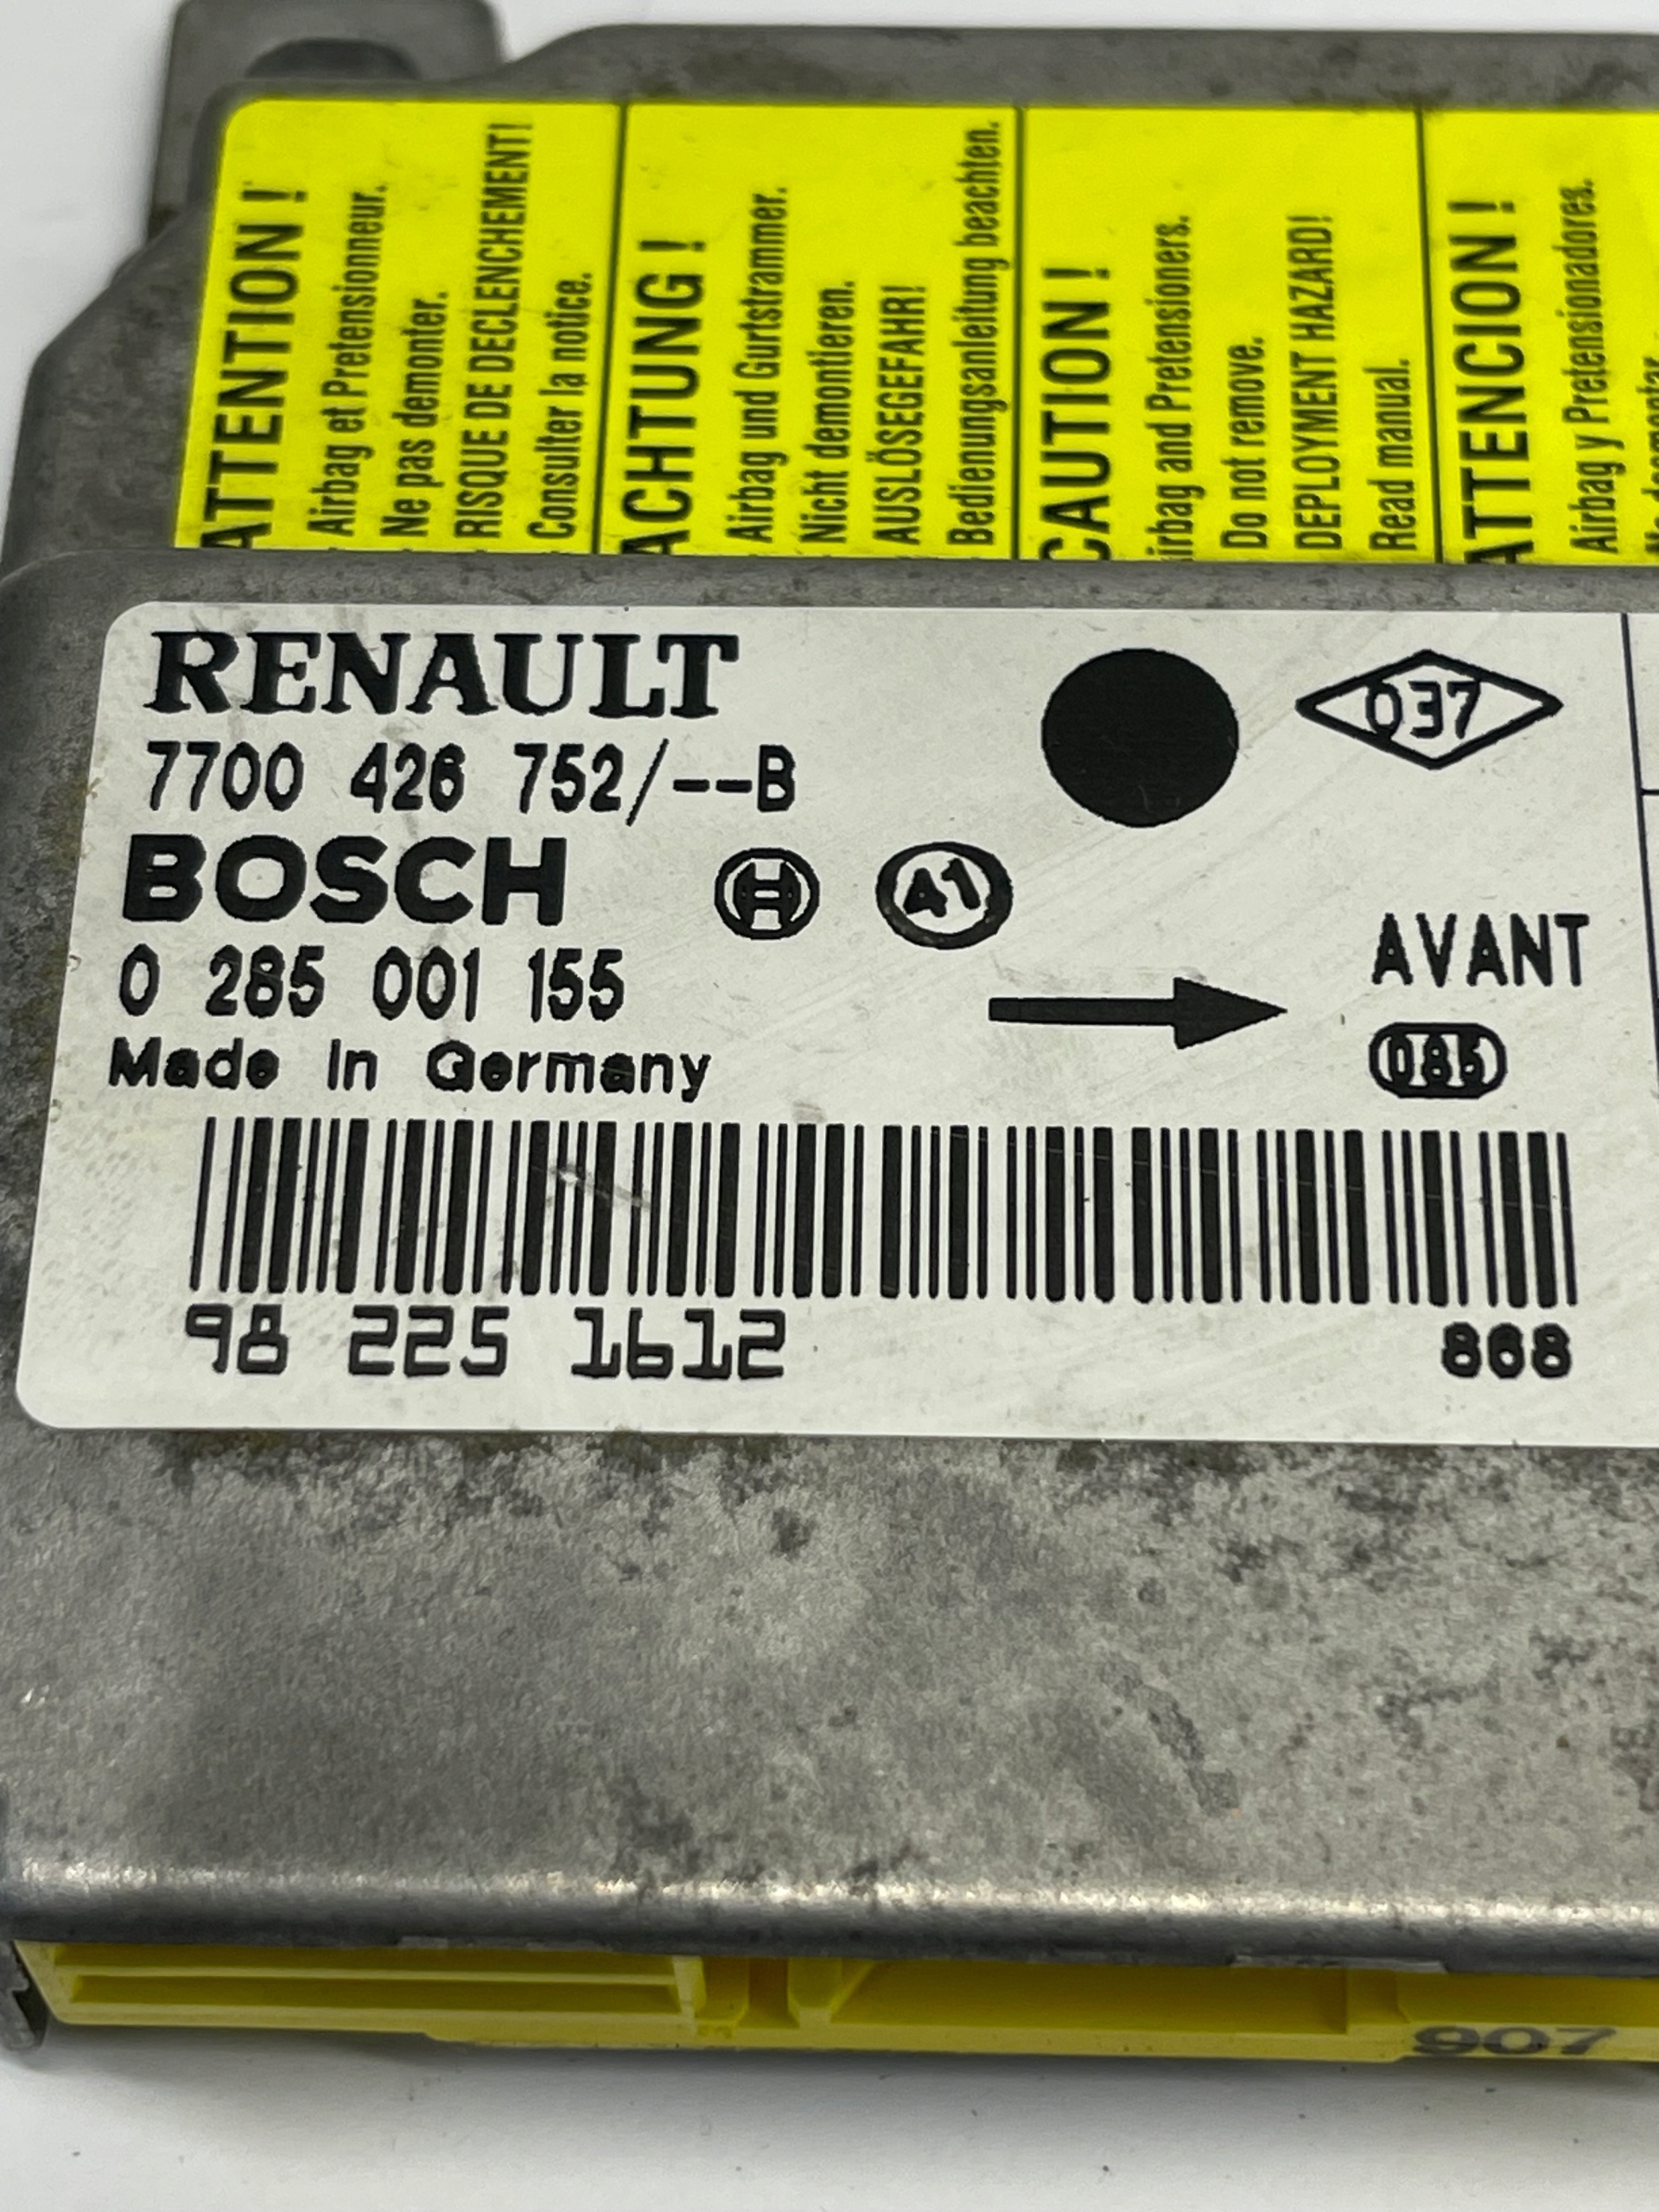 ATTENTION !
Airbag et Pretensionneur.
Ne pas demonter.
RISQUE DE DECLENCHEMENT!
Consulter la notice.
ACHTUNG !
Airbag und Gurtstrammer.
Nicht demontieren.
AUSLÖSEGEFAHR!
Bedienungsanleitung beachten.
CAUTION !
Airbag and Pretensioners.
Do not remove.
DEPLOYMENT HAZARD!
Read manual.
ATTENCION !
Airbag y Pretensionadores.
RENAULT
037
7700 426 752/--B
BOSCH
41
AVANT
0 285 001 155
085
Made in Germany
98 225 1612
868
907